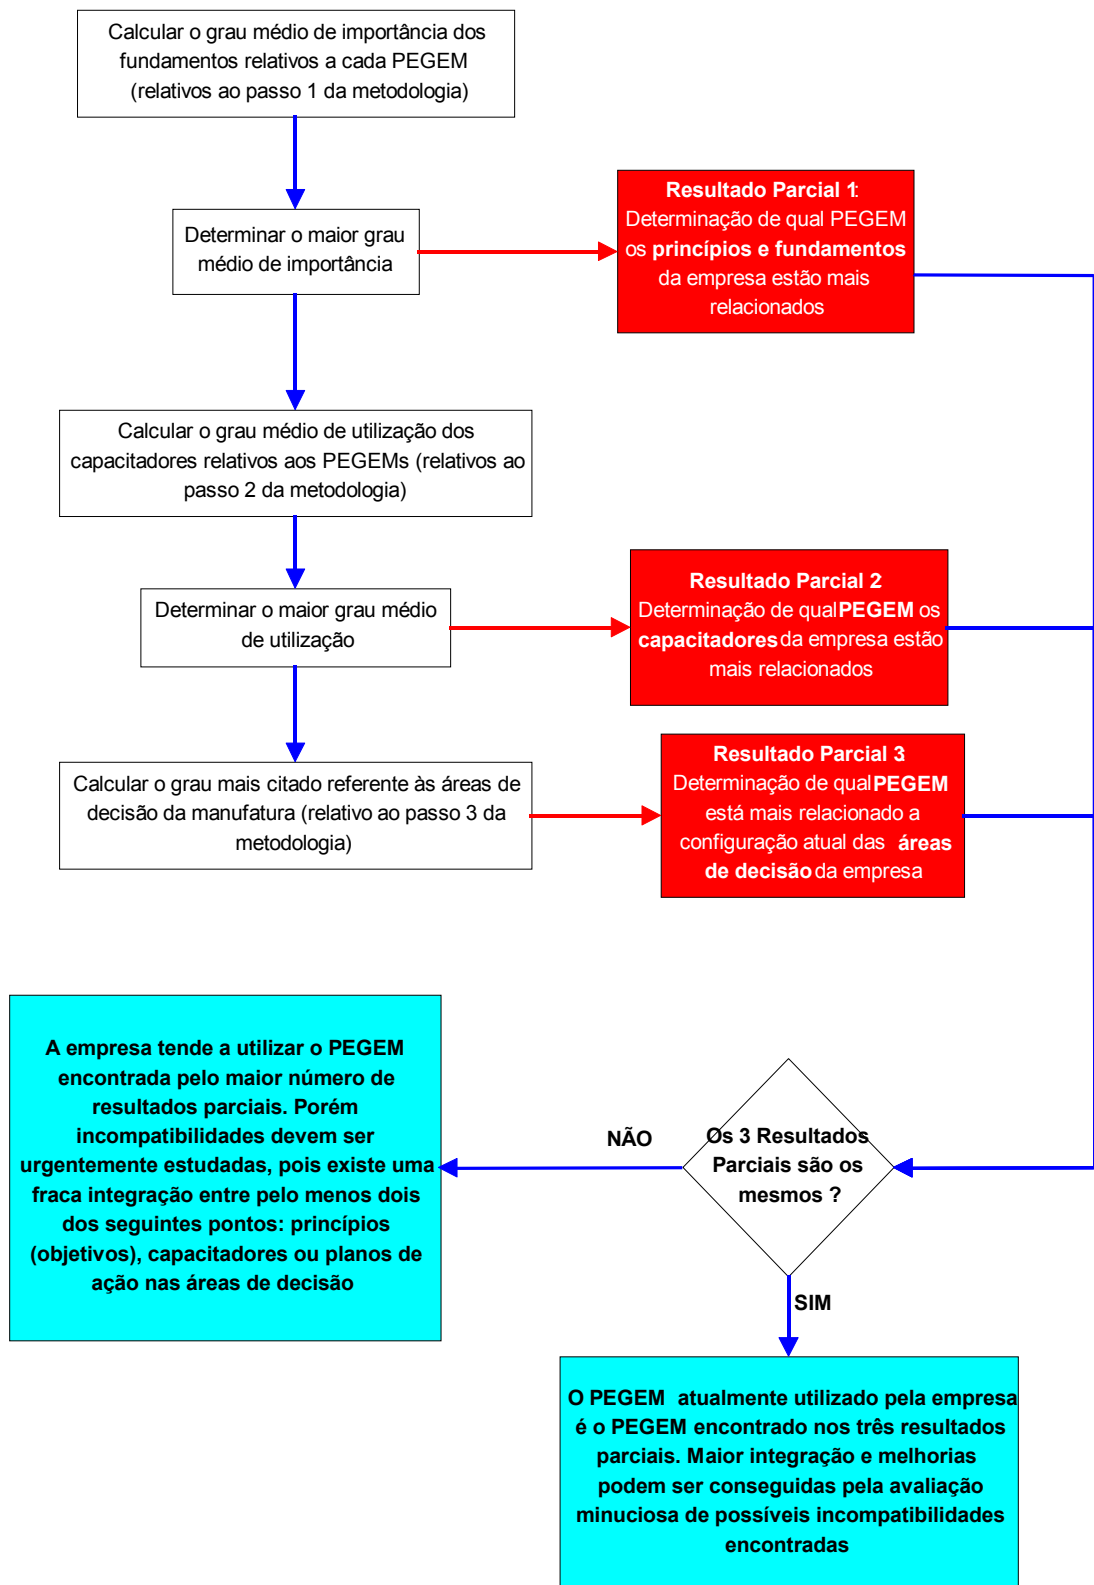 Calcular o grau médio de importância dos
fundamentos relativos a cada PEGEM
(relativos ao passo 1 da metodologia)
Determinar o maior grau
médio de importância
Resultado Parcial 1:
Determinação de qual PEGEM
os princípios e fundamentos
da empresa estão mais
relacionados
Calcular o grau médio de utilização dos
capacitadores relativos aos PEGEMs (relativos ao
passo 2 da metodologia)
Determinar o maior grau médio
de utilização
Resultado Parcial 2
Determinação de qual PEGEM os
capacitadores da empresa estão
mais relacionados
Calcular o grau mais citado referente às áreas de
decisão da manufatura (relativo ao passo 3 da
metodologia)
Resultado Parcial 3
Determinação de qual PEGEM
está mais relacionado a
configuração atual das áreas
de decisão da empresa
A empresa tende a utilizar o PEGEM
encontrada pelo maior número de
resultados parciais. Porém
incompatibilidades devem ser
urgentemente estudadas, pois existe uma
fraca integração entre pelo menos dois
dos seguintes pontos: princípios
(objetivos), capacitadores ou planos de
ação nas áreas de decisão
NÃO
Os 3 Resultados
Parciais são os
mesmos ?
SIM
O PEGEM atualmente utilizado pela empresa
é o PEGEM encontrado nos três resultados
parciais. Maior integração e melhorias
podem ser conseguidas pela avaliação
minuciosa de possíveis incompatibilidades
encontradas